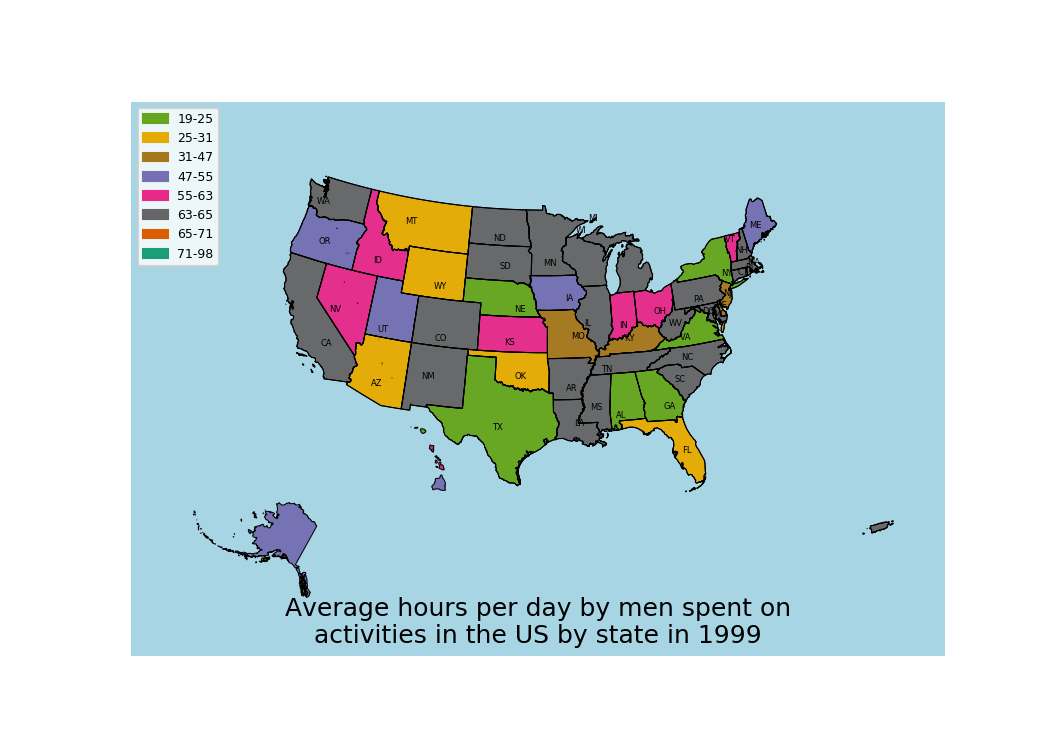 19-25
25-31
31-47
47-55
55-63
63-65
65-71
71-98
WA
OR
CA
ID
NV
MT
WY
UT
AZ
CO
NM
ND
SD
NE
KS
OK
TX
MN
IA
MO
AR
LA
WI
MI
IL
IN
OH
KY
TN
MS
AL
GA
FL
SC
NC
VA
WV
PA
NY
VT
NH
ME
Average hours per day by men spent on
activities in the US by state in 1999